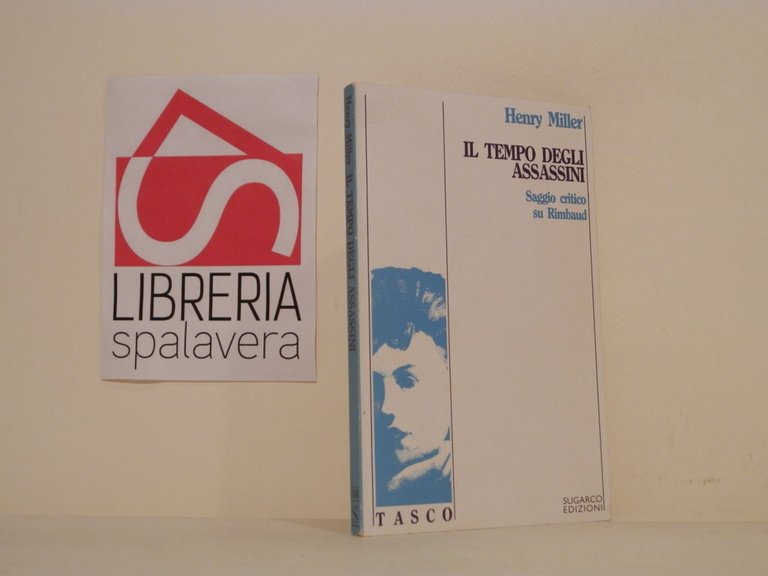 LIBRERIA
spalavera
Henry Miller IL TEMPO DEGLI ASSASSINI
Henry Miller
IL TEMPO DEGLI
ASSASSINI
Saggio critico
su Rimbaud
TASCO
SUGARCO
EDIZIONI